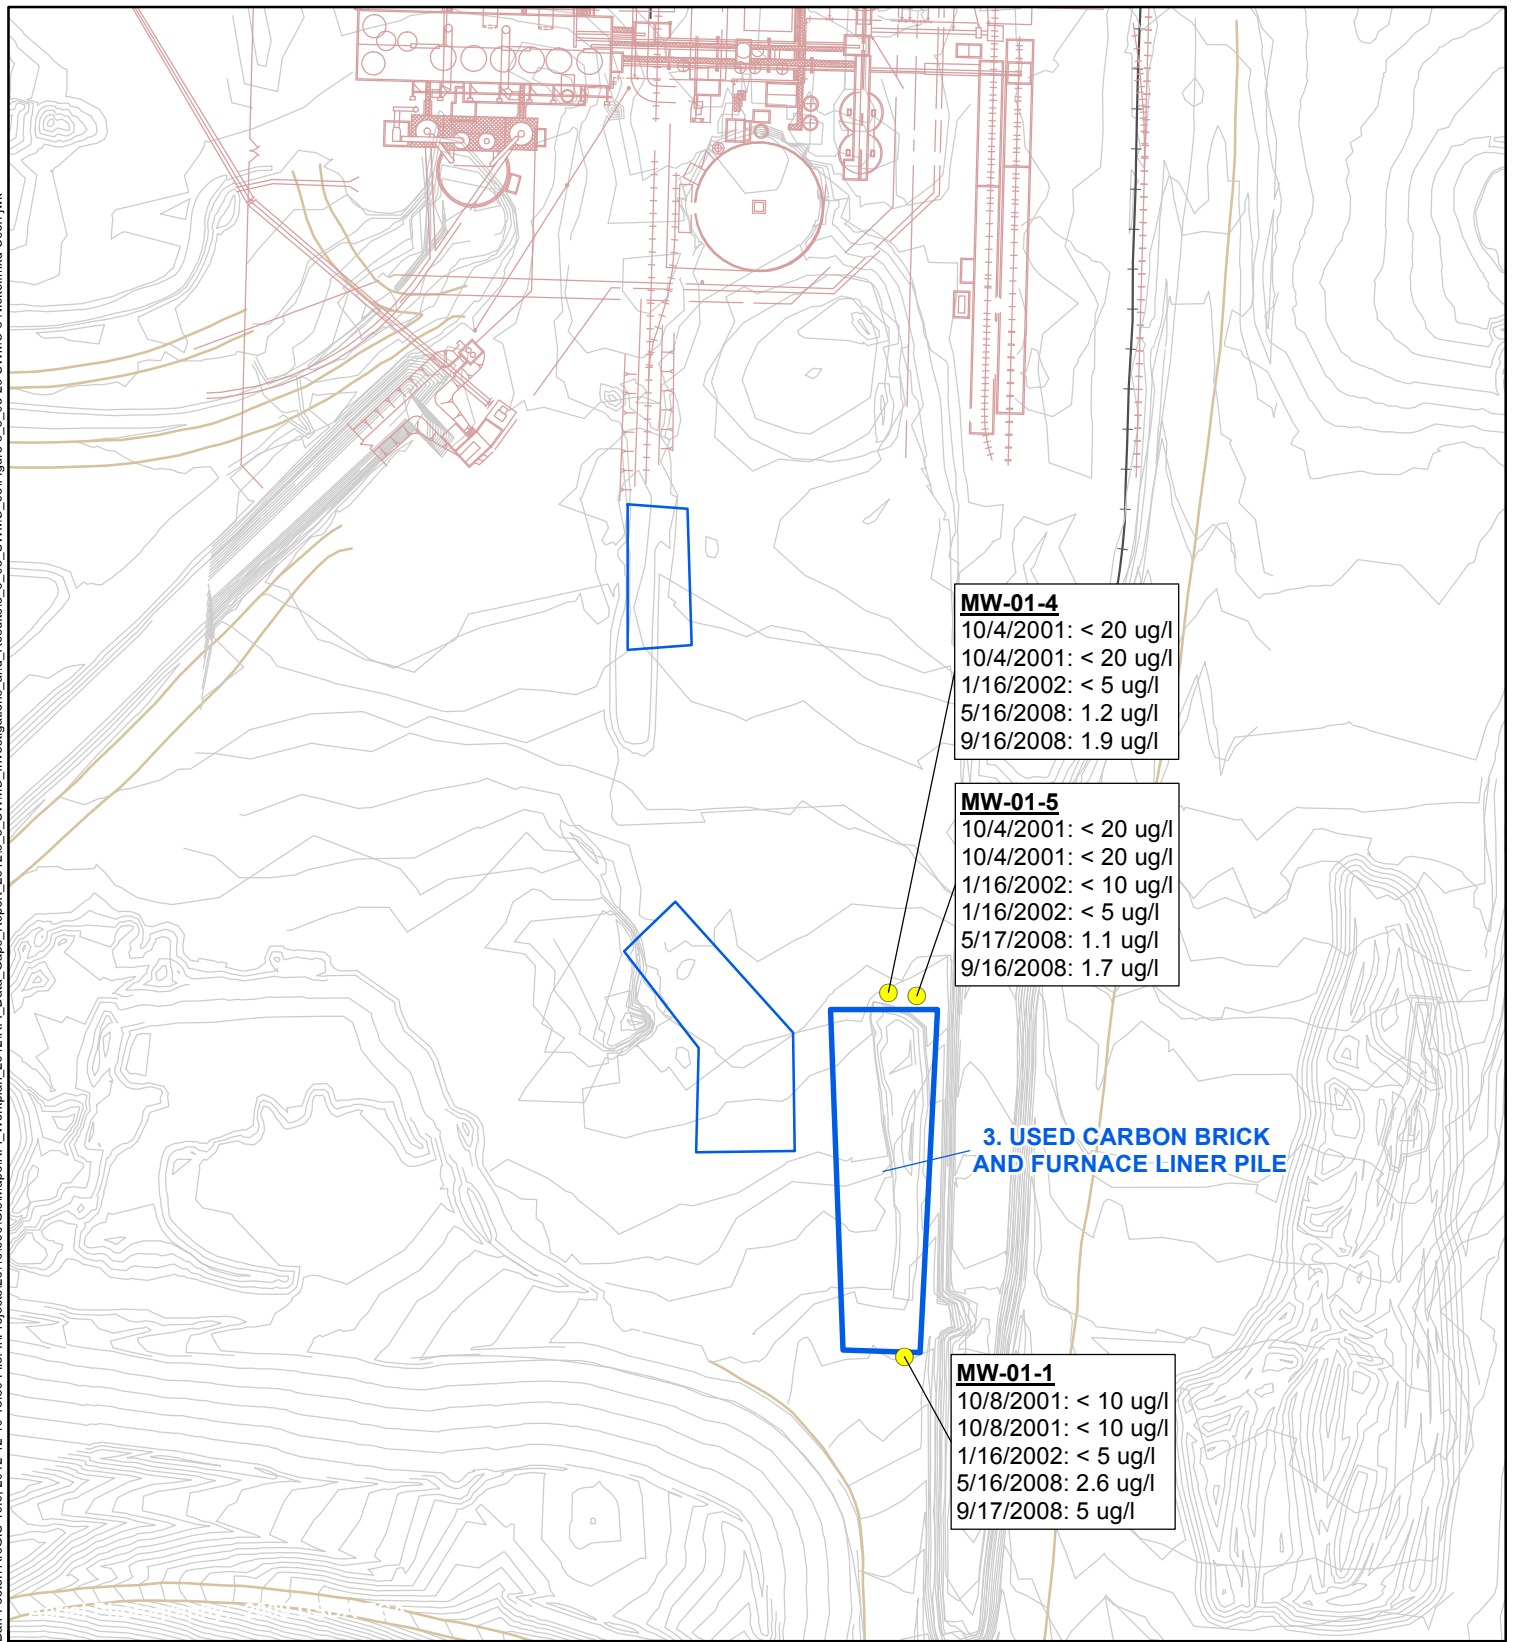 MW-01-4
10/4/2001: < 20 ug/l
10/4/2001: < 20 ug/l
1/16/2002: < 5 ug/l
5/16/2008: 1.2 ug/l
9/16/2008: 1.9 ug/l
MW-01-5
10/4/2001: < 20 ug/l
10/4/2001: < 20 ug/l
1/16/2002: < 10 ug/l
1/16/2002: < 5 ug/l
5/17/2008: 1.1 ug/l
9/16/2008: 1.7 ug/l
3. USED CARBON BRICK
AND FURNACE LINER PILE
MW-01-1
10/8/2001: < 10 ug/l
10/8/2001: < 10 ug/l
1/16/2002: < 5 ug/l
5/16/2008: 2.6 ug/l
9/17/2008: 5 ug/l